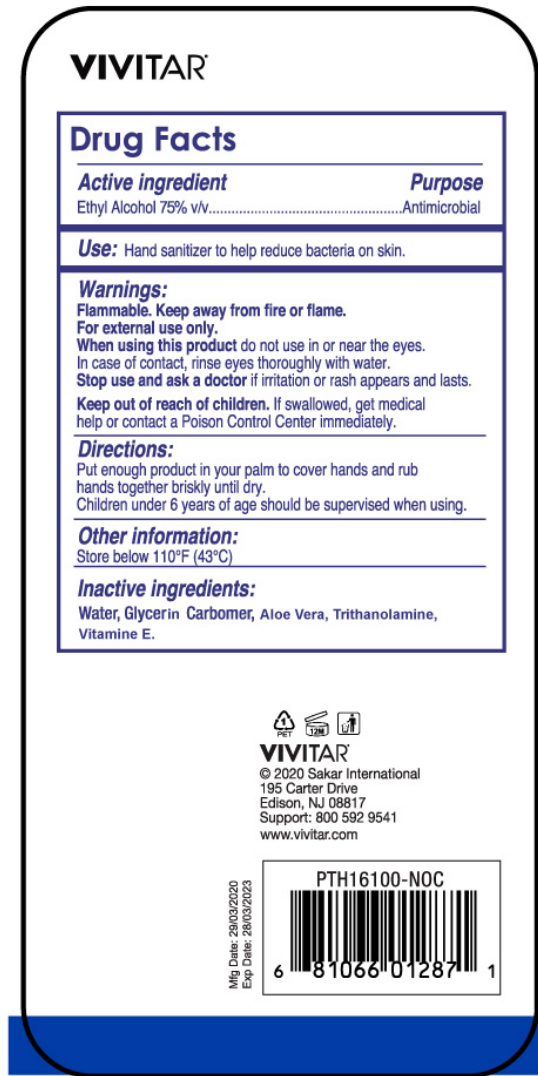 VIVITAR
Drug Facts
Active ingredient Purpose
Ethyl Alcohol 75% v/v......................................................Antimicrobial
Use: Hand sanitizer to help reduce bacteria on skin.
Warnings:
Flammable. Keep away from fire or flame.
For external use only.
When using this product do not use in or near the eyes.
In case of contact, rinse eyes thoroughly with water.
Stop use and ask a doctor if irritation or rash appears and lasts.
Keep out of reach of children. If swallowed, get medical
help or contact a Poison Control Center immediately.
Directions:
Put enough product in your palm to cover hands and rub
hands together briskly until dry.
Children under 6 years of age should be supervised when using.
Other information:
Store below 110°F (43°C)
Inactive ingredients:
Water, Glycerin Carbomer, Aloe Vera, Trithanolamine,
Vitamine E.
1
PET
12M
VIVITAR
© 2020 Sakar International
195 Carter Drive
Edison, NJ 08817
Support: 800 592 9541
www.vivitar.com
Mfg Date: 29/03/2020
Exp Date: 28/03/2023
PTH16100-NOC
6 81066 01287 1